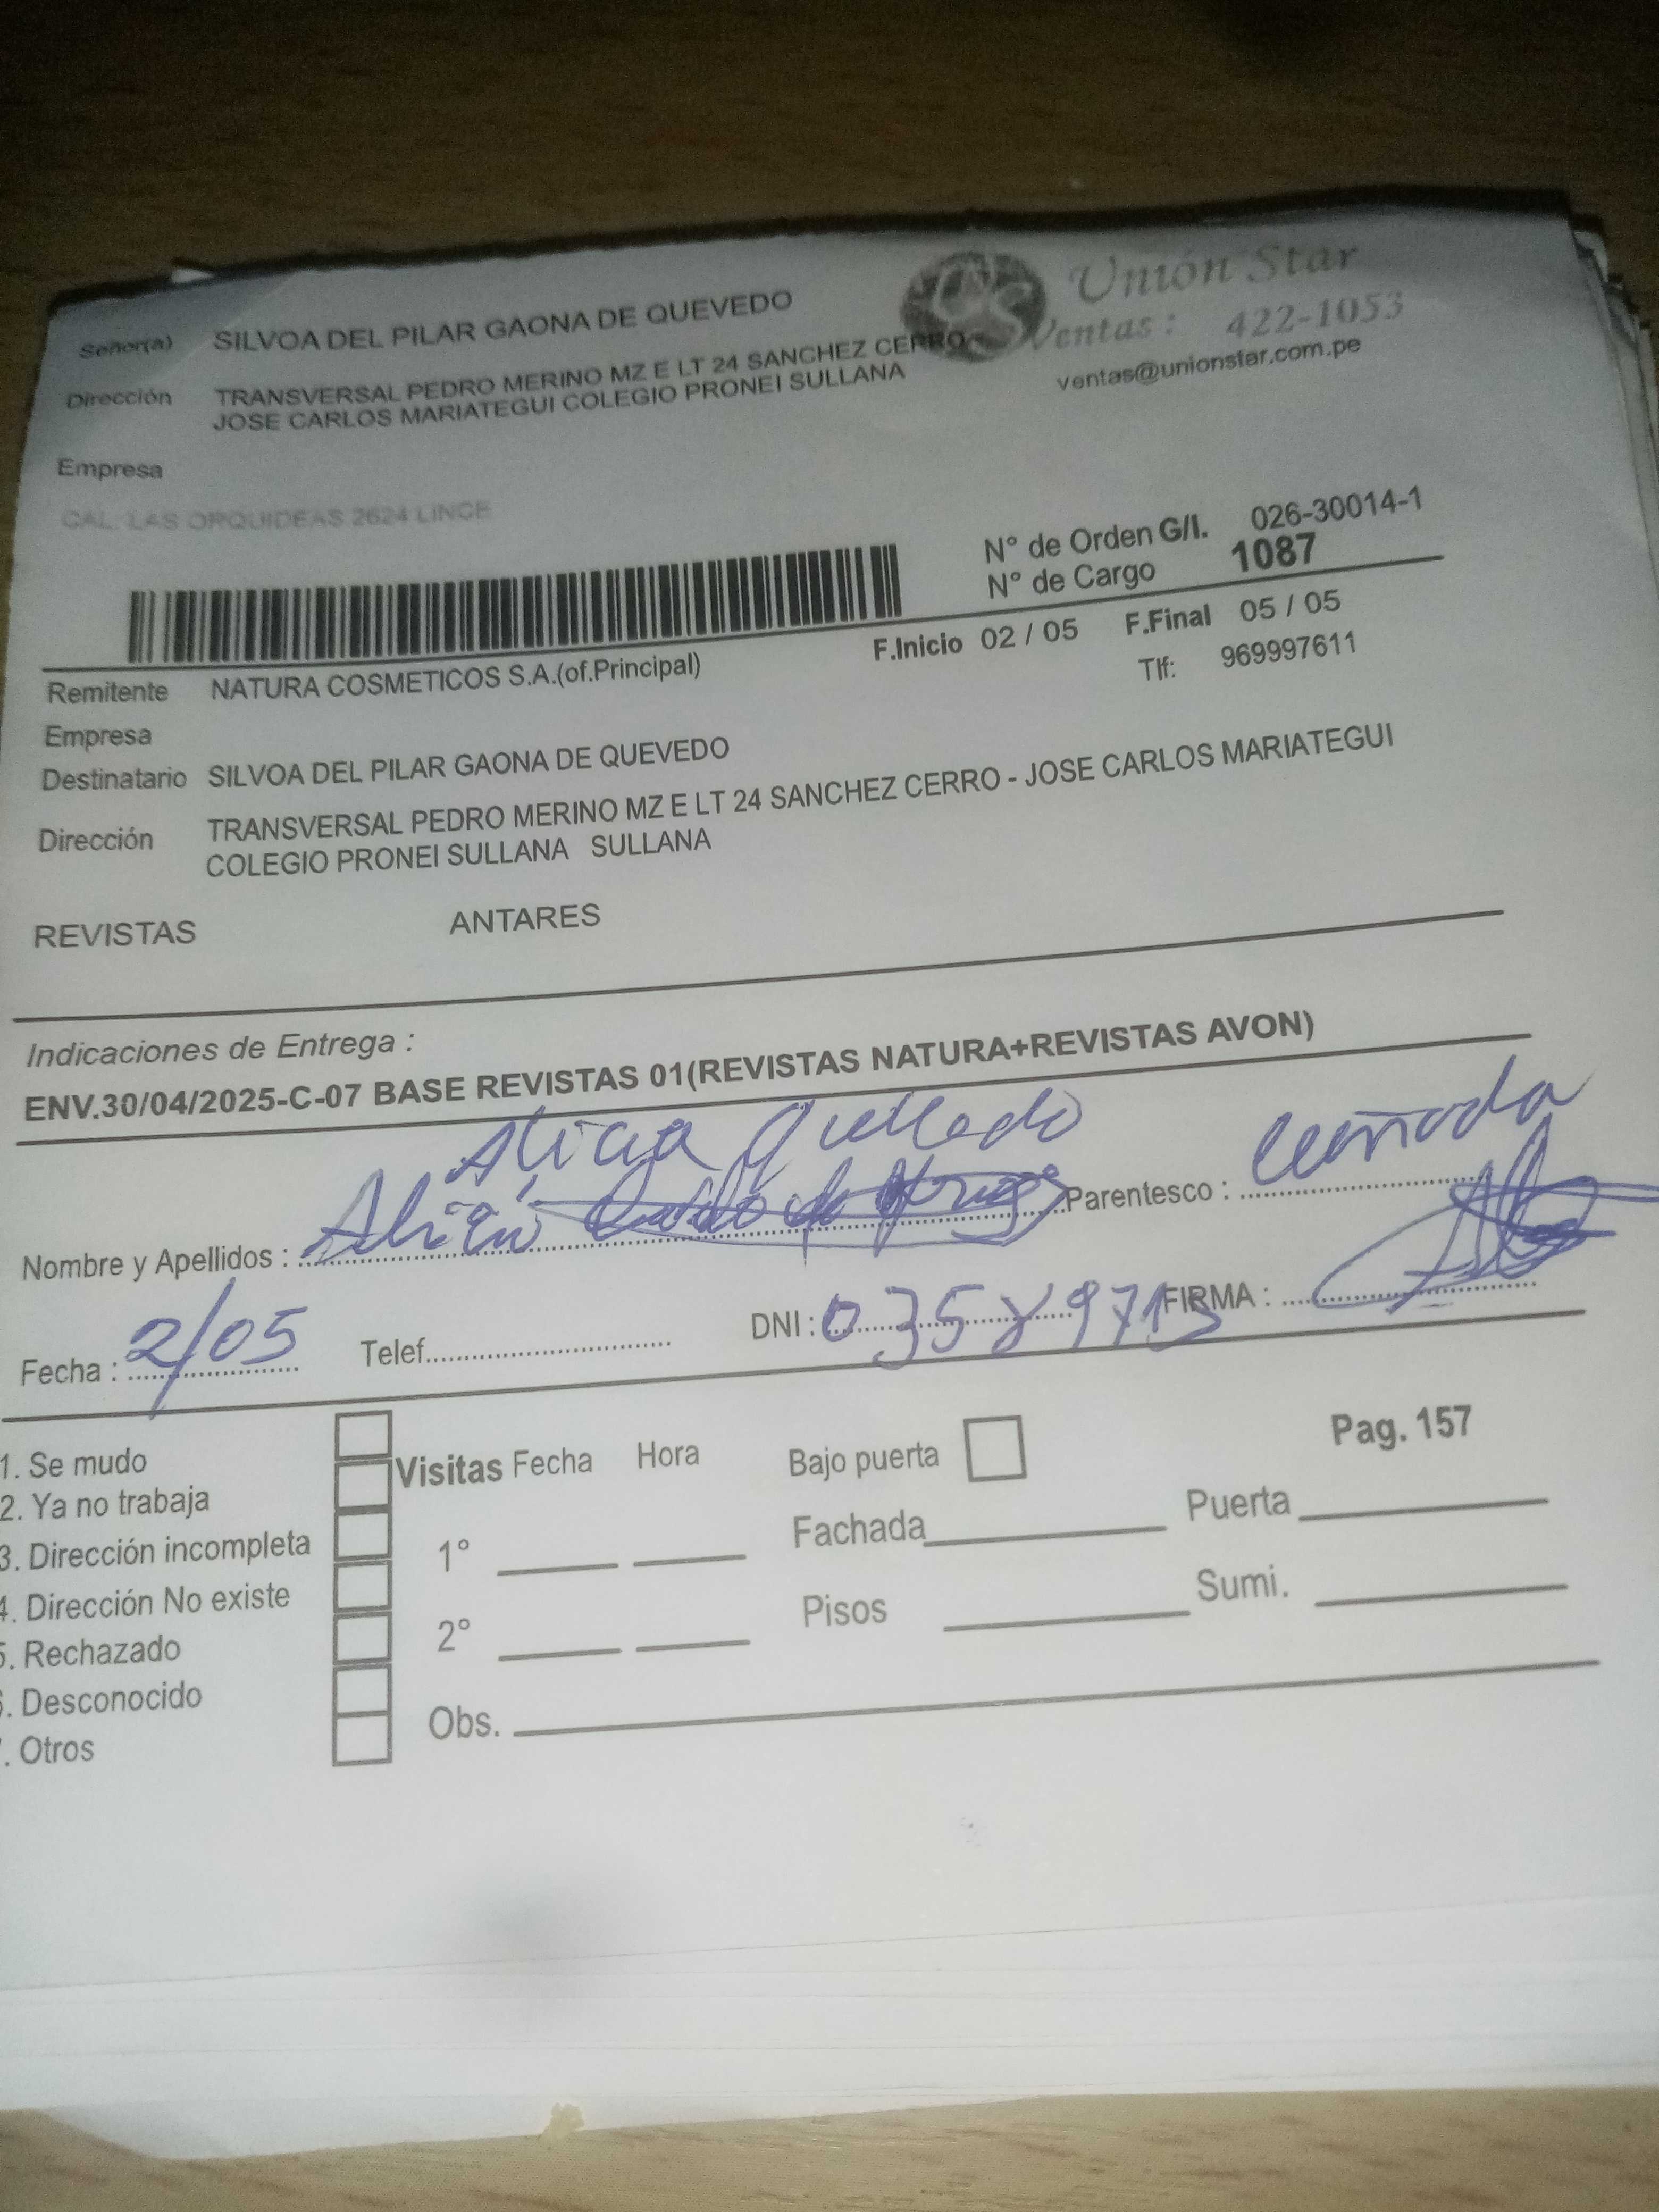 Señor(a) SILVOA DEL PILAR GAONA DE QUEVEDO
Unión Star
Ventas : 422-1053
ventas@unionstar.com.pe
Dirección TRANSVERSAL PEDRO MERINO MZ E LT 24 SANCHEZ CERRO
JOSE CARLOS MARIATEGUI COLEGIO PRONEI SULLANA
Empresa
CAL. LAS ORQUIDEAS 2624 LINCE
N° de Orden G/I. 026-30014-1
N° de Cargo 1087
F.Inicio 02 / 05 F.Final 05 / 05
Remitente NATURA COSMETICOS S.A.(of.Principal) Tlf: 969997611
Empresa
Destinatario SILVOA DEL PILAR GAONA DE QUEVEDO
Dirección TRANSVERSAL PEDRO MERINO MZ E LT 24 SANCHEZ CERRO - JOSE CARLOS MARIATEGUI
COLEGIO PRONEI SULLANA SULLANA
REVISTAS ANTARES
Indicaciones de Entrega :
ENV.30/04/2025-C-07 BASE REVISTAS 01(REVISTAS NATURA+REVISTAS AVON)
Alicia
Nombre y Apellidos : Parentesco : cuñada
Fecha : 2/05 Telef. DNI : 03589713 FIRMA :
1. Se mudo
2. Ya no trabaja
3. Dirección incompleta
4. Dirección No existe
5. Rechazado
6. Desconocido
. Otros
Visitas Fecha Hora
1°
2°
Obs.
Bajo puerta
Pag. 157
Fachada Puerta
Pisos Sumi.